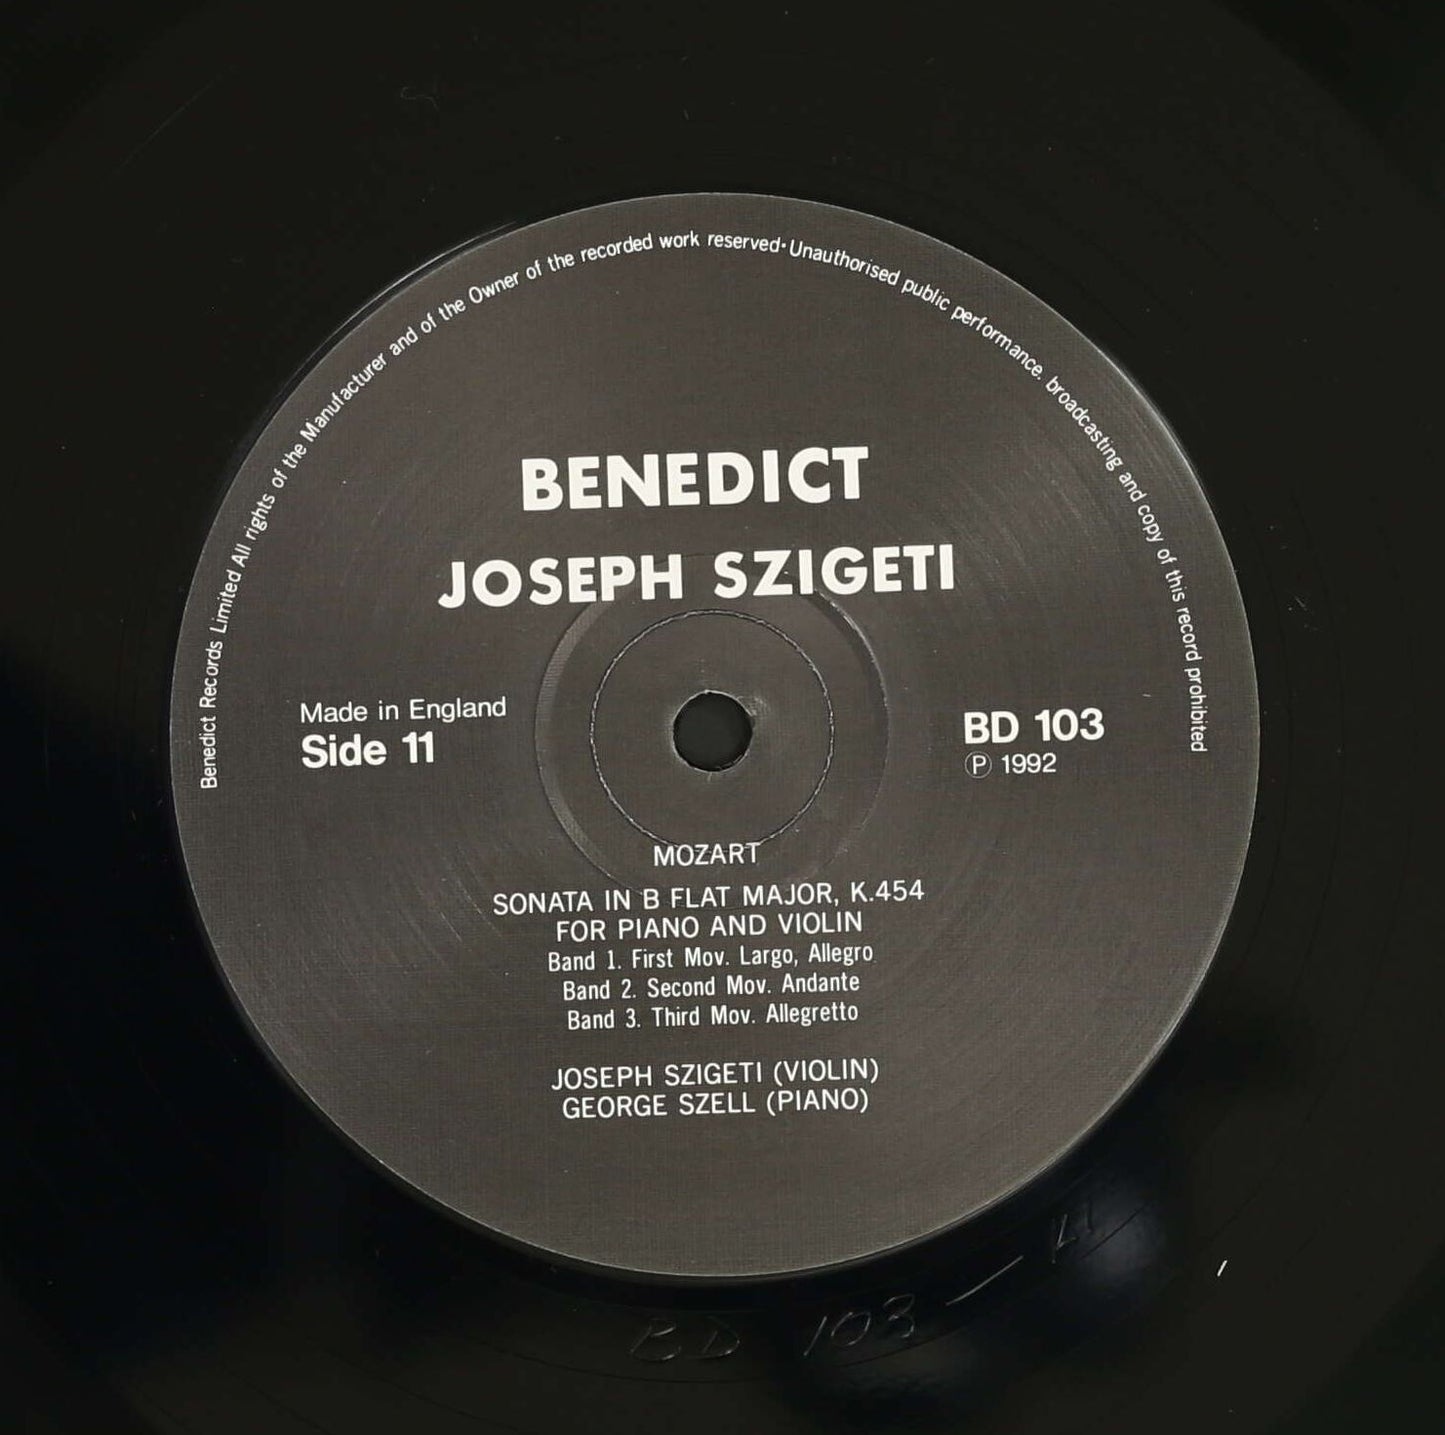 Benedict Records Limited All rights of the Manufacturer and of the Owner of the recorded work reserved· Unauthorised public performance. broadcasting and copy of this record prohibited
BENEDICT
JOSEPH SZIGETI
Made in England
Side 11
BD 103
Ⓟ 1992
MOZART
SONATA IN B FLAT MAJOR, K.454
FOR PIANO AND VIOLIN
Band 1. First Mov. Largo, Allegro
Band 2. Second Mov. Andante
Band 3. Third Mov. Allegretto
JOSEPH SZIGETI (VIOLIN)
GEORGE SZELL (PIANO)
BD 103 — 11